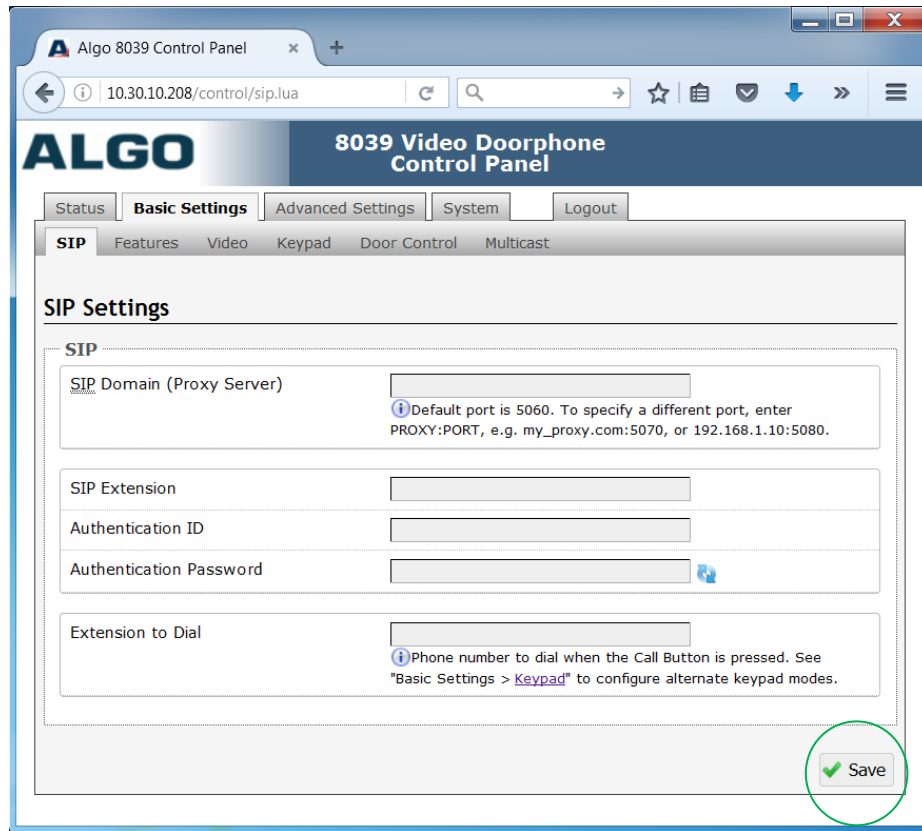 X
Algo 8039 Control Panel × +
10.30.10.208/control/sip.lua
ALGO
8039 Video Doorphone
Control Panel
Status Basic Settings Advanced Settings System Logout
SIP Features Video Keypad Door Control Multicast
SIP Settings
SIP
SIP Domain (Proxy Server)
Default port is 5060. To specify a different port, enter
PROXY:PORT, e.g. my_proxy.com:5070, or 192.168.1.10:5080.
SIP Extension
Authentication ID
Authentication Password
Extension to Dial
Phone number to dial when the Call Button is pressed. See
"Basic Settings > Keypad" to configure alternate keypad modes.
Save